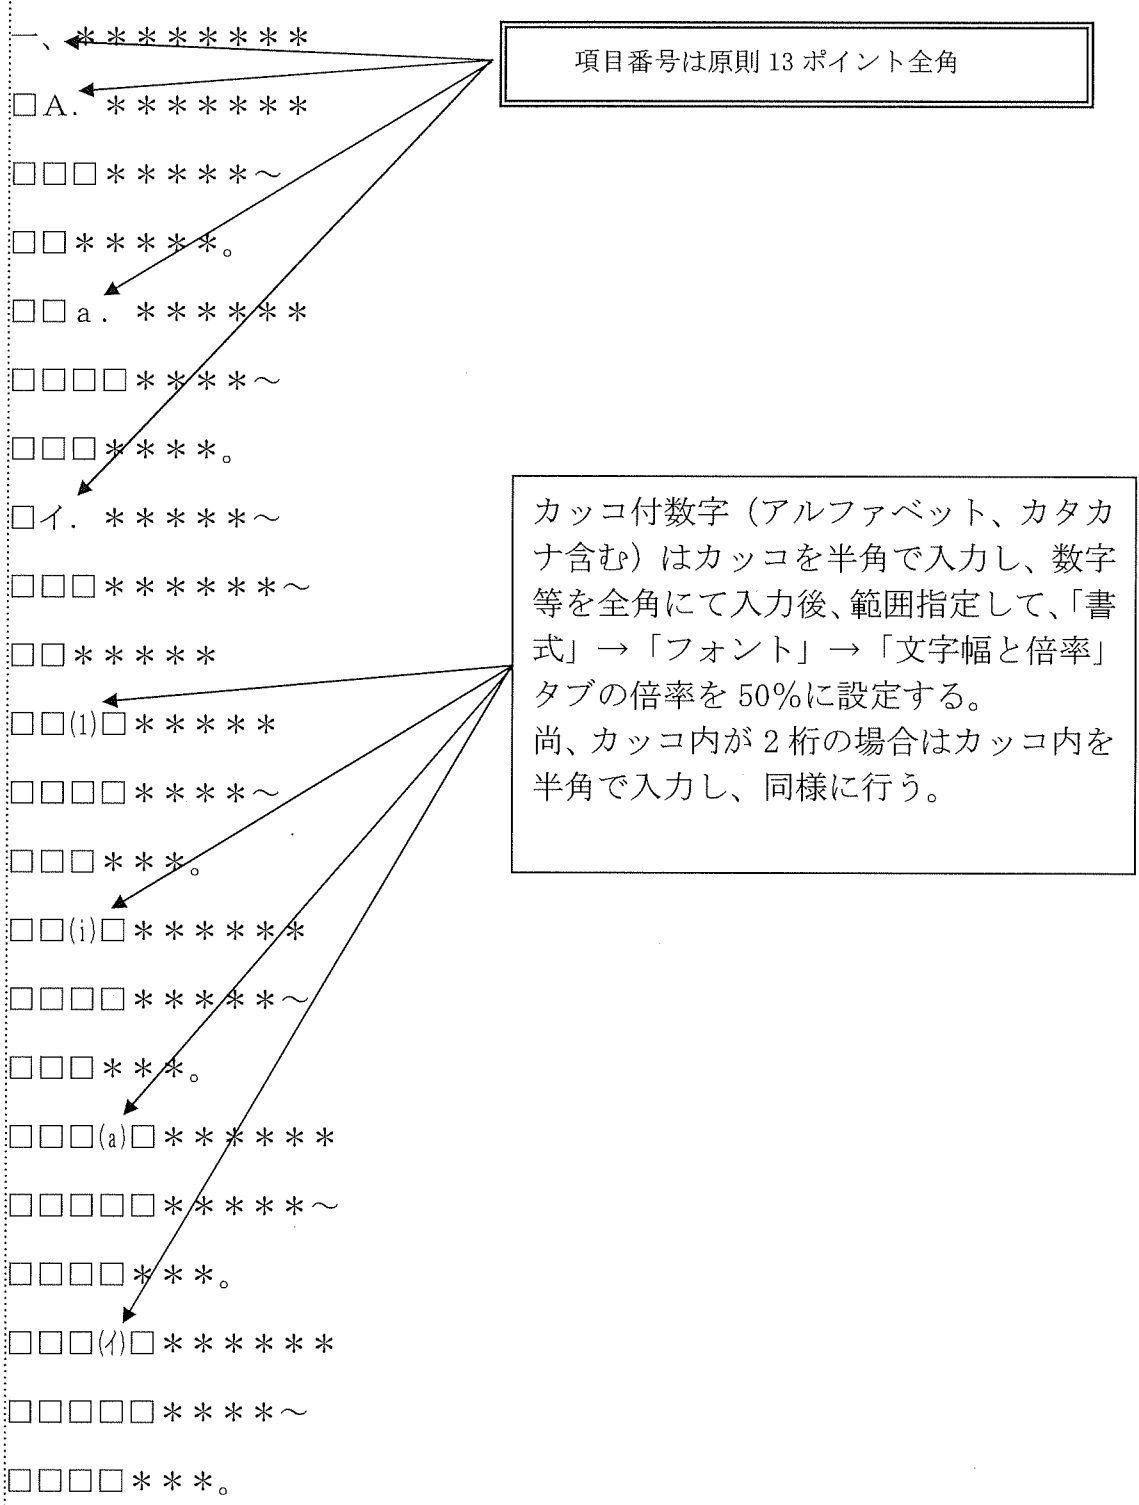 一、＊＊＊＊＊＊＊＊
項目番号は原則 13 ポイント全角
□Ａ．＊＊＊＊＊＊＊
□□□＊＊＊＊＊～
□□＊＊＊＊＊。
□□ａ．＊＊＊＊＊＊
□□□□＊＊＊＊～
□□□＊＊＊＊。
□イ．＊＊＊＊＊～
□□□＊＊＊＊＊＊～
□□＊＊＊＊＊
□□(1)□＊＊＊＊＊
□□□□＊＊＊＊～
□□□＊＊＊。
□□(i)□＊＊＊＊＊＊
□□□□＊＊＊＊＊～
□□□＊＊＊。
□□□(a)□＊＊＊＊＊＊
□□□□□＊＊＊＊＊～
□□□□＊＊＊。
□□□(イ)□＊＊＊＊＊＊
□□□□□＊＊＊＊～
□□□□＊＊＊。
カッコ付数字（アルファベット、カタカ
ナ含む）はカッコを半角で入力し、数字
等を全角にて入力後、範囲指定して、「書
式」→「フォント」→「文字幅と倍率」
タブの倍率を 50％に設定する。
尚、カッコ内が 2 桁の場合はカッコ内を
半角で入力し、同様に行う。